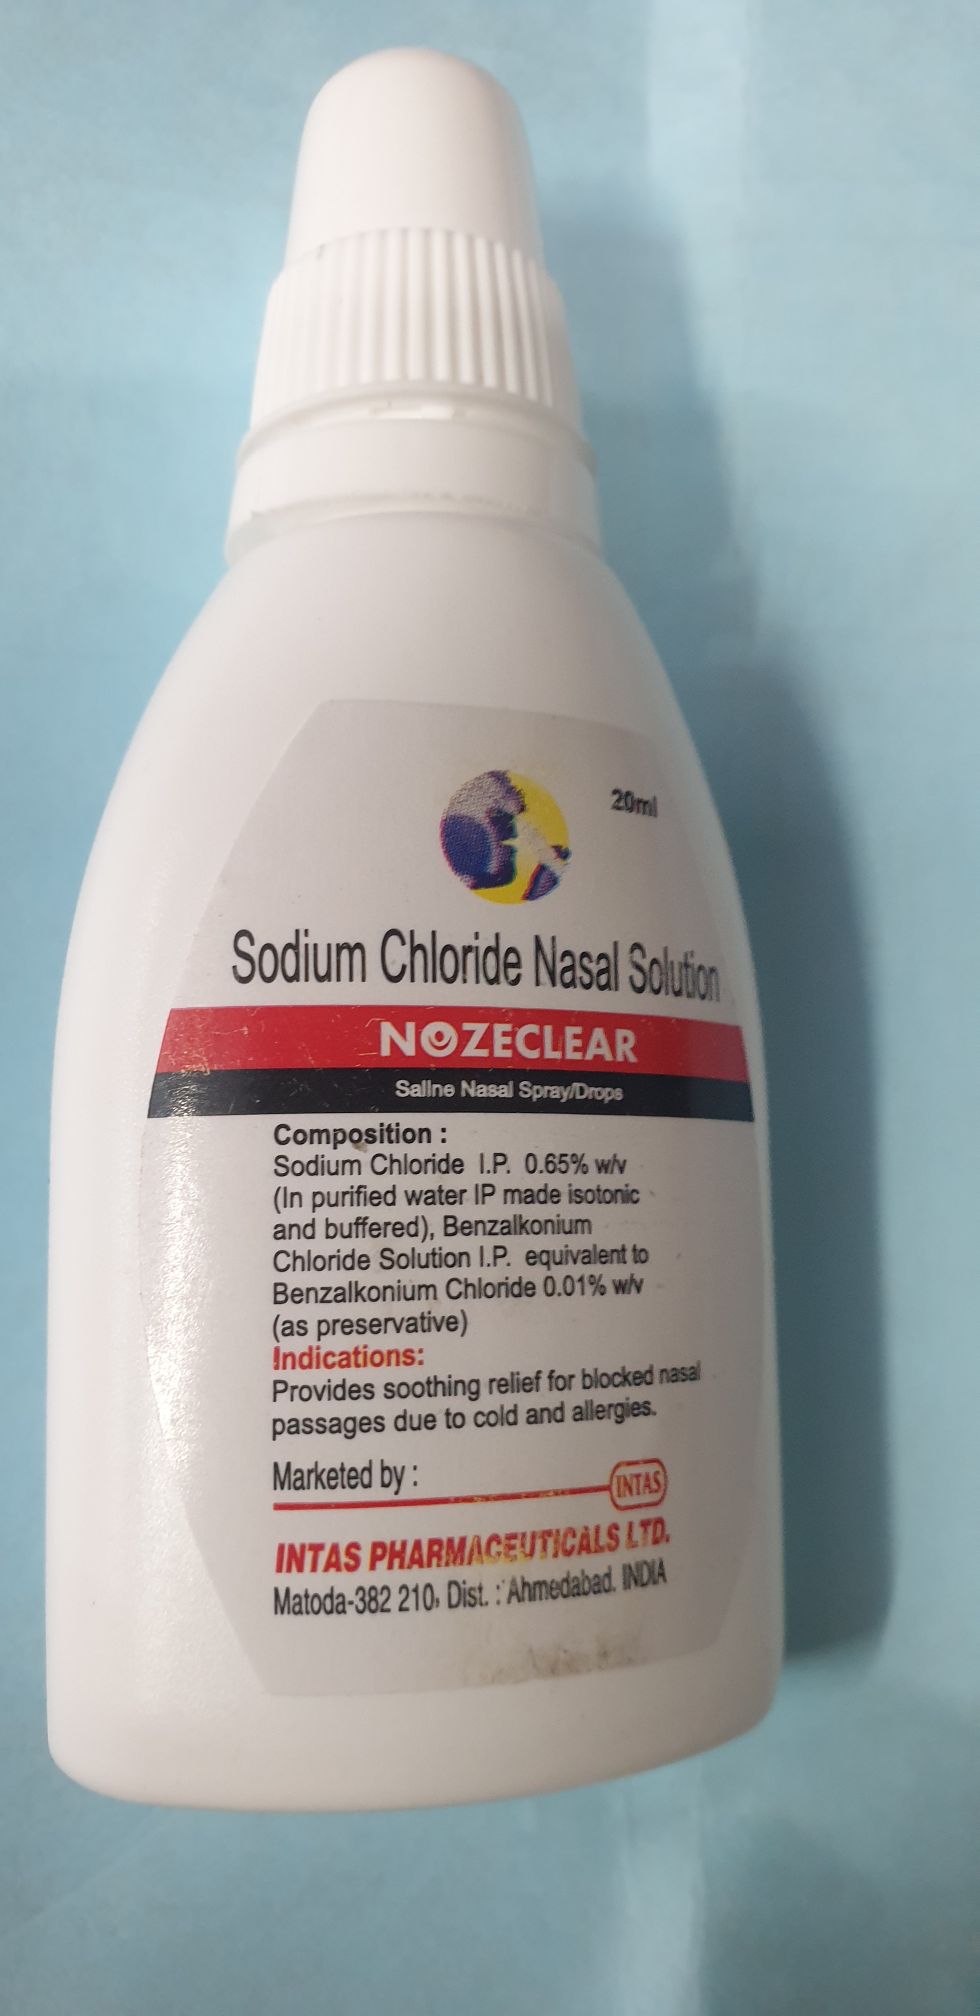 20ml
Sodium Chloride Nasal Solution
NOZECLEAR
Saline Nasal Spray/Drops
Composition :
Sodium Chloride I.P. 0.65% w/v
(In purified water IP made isotonic
and buffered), Benzalkonium
Chloride Solution I.P. equivalent to
Benzalkonium Chloride 0.01% w/v
(as preservative)
Indications:
Provides soothing relief for blocked nasal
passages due to cold and allergies.
Marketed by :
INTAS
INTAS PHARMACEUTICALS LTD.
Matoda-382 210, Dist. : Ahmedabad. INDIA